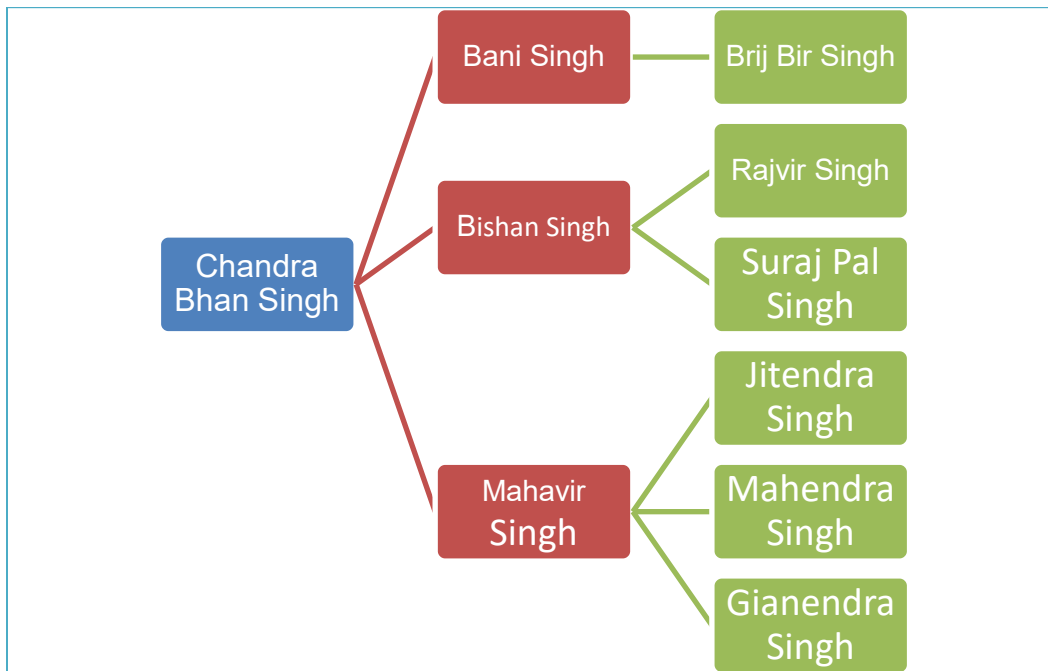 Bani Singh
Brij Bir Singh
Rajvir Singh
Bishan Singh
Suraj Pal
Singh
Chandra
Bhan Singh
Jitendra
Singh
Mahavir
Singh
Mahendra
Singh
Gianendra
Singh